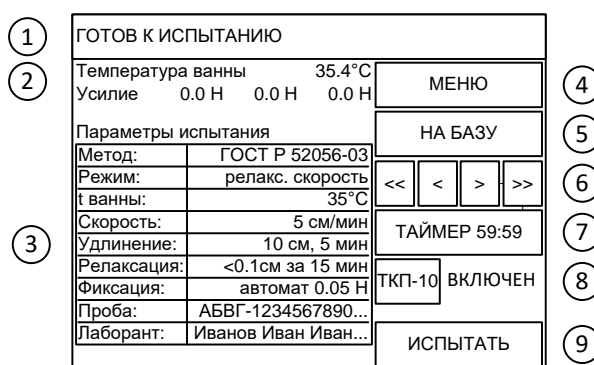 1
ГОТОВ К ИСПЫТАНИЮ
2
Температура ванны 35.4°C
Усилие 0.0 Н 0.0 Н 0.0 Н
Параметры испытания
3
Метод: ГОСТ Р 52056-03
Режим: релакс. скорость
t ванны: 35°C
Скорость: 5 см/мин
Удлинение: 10 см, 5 мин
Релаксация: <0.1см за 15 мин
Фиксация: автомат 0.05 Н
Проба: АБВГ-1234567890...
Лаборант: Иванов Иван Иван...
МЕНЮ 4
НА БАЗУ 5
<< < > >> 6
ТАЙМЕР 59:59 7
ТКП-10 ВКЛЮЧЕН 8
ИСПЫТАТЬ 9